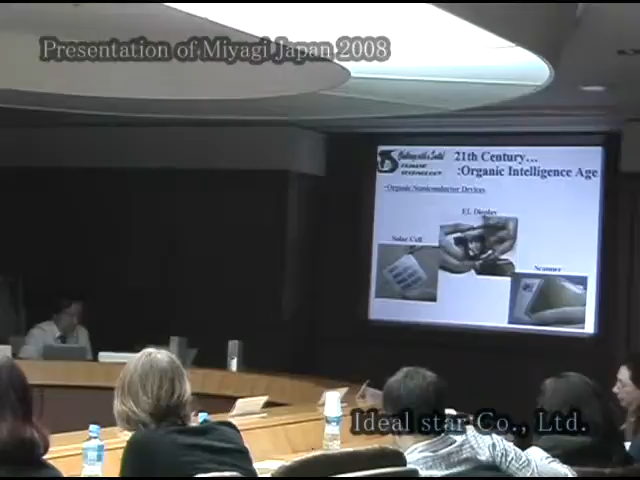 Presentation of Miyagi Japan 2008
21th Century…
:Organic Intelligence Age
・Organic Semiconductor Devices
EL Display
Solar Cell
Scanner
Ideal star Co., Ltd.